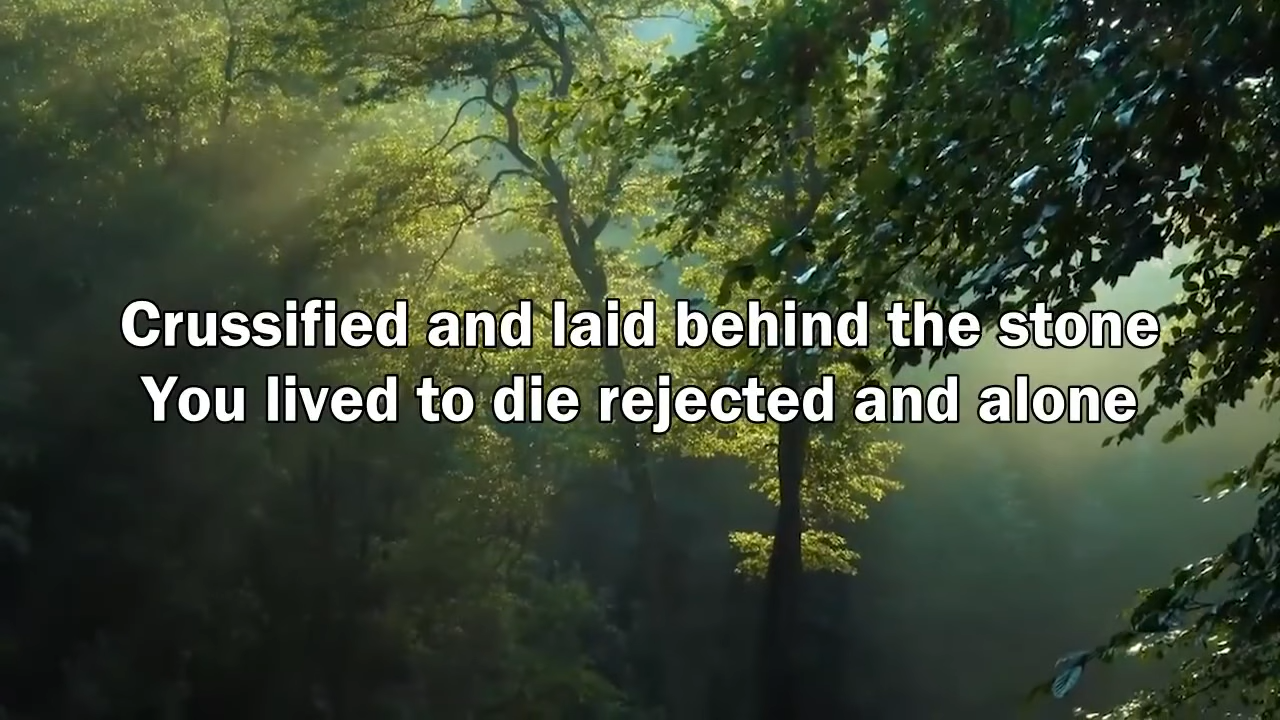 Crussified and laid behind the stone
You lived to die rejected and alone